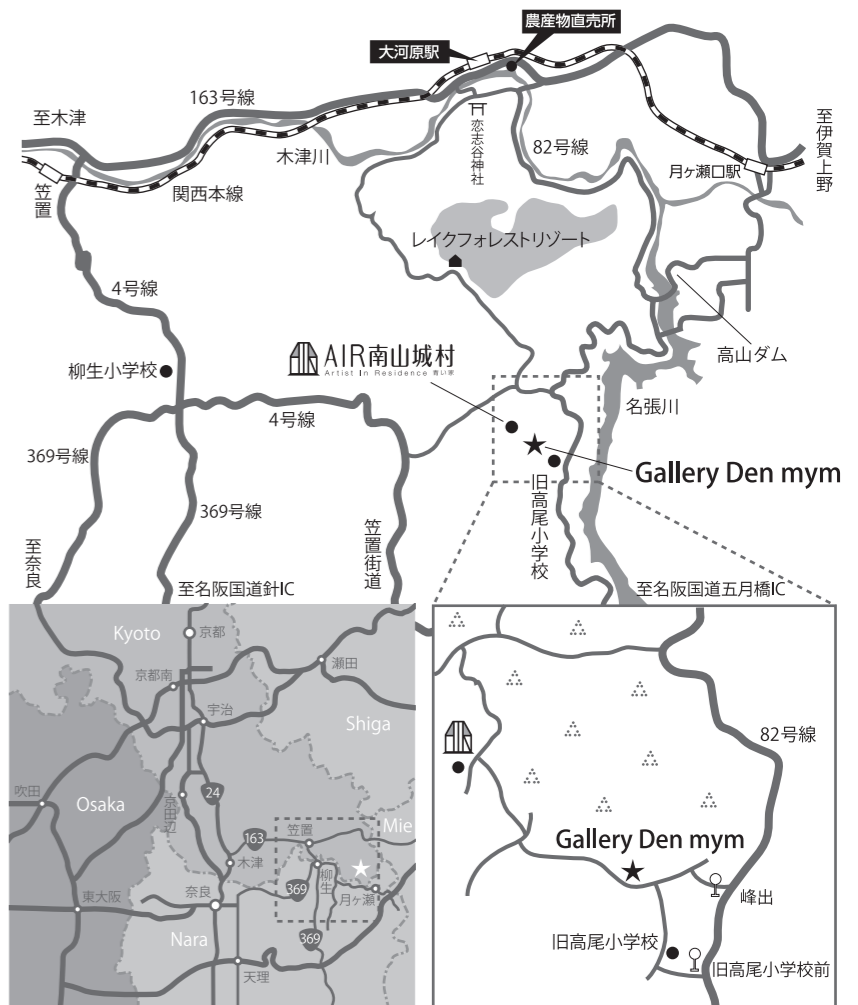 農産物直売所
大河原駅
163号線
至木津
木津川
恋志谷神社
82号線
月ヶ瀬口駅
至伊賀上野
笠置
関西本線
レイクフォレストリゾート
4号線
高山ダム
AIR南山城村
Artist In Residence 青い家
柳生小学校
名張川
4号線
369号線
Gallery Den mym
369号線
旧高尾小学校
笠置街道
至奈良
至名阪国道針IC
至名阪国道五月橋IC
Kyoto
京都
瀬田
京都南
宇治
Shiga
82号線
吹田
Osaka
京田辺
24
163
笠置
Mie
木津
柳生
Gallery Den mym
369
月ヶ瀬
東大阪
奈良
峰出
Nara
369
旧高尾小学校
天理
旧高尾小学校前